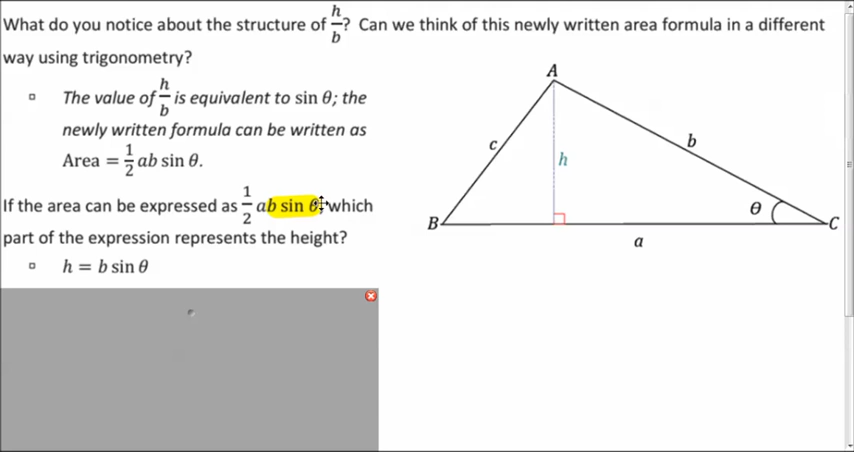 What do you notice about the structure of h/b? Can we think of this newly written area formula in a different
way using trigonometry?
▫ The value of h/b is equivalent to sin θ; the
newly written formula can be written as
Area = 1/2 ab sin θ.
If the area can be expressed as 1/2 ab sin θ, which
part of the expression represents the height?
▫ h = b sin θ
A
c
b
h
θ
B
C
a